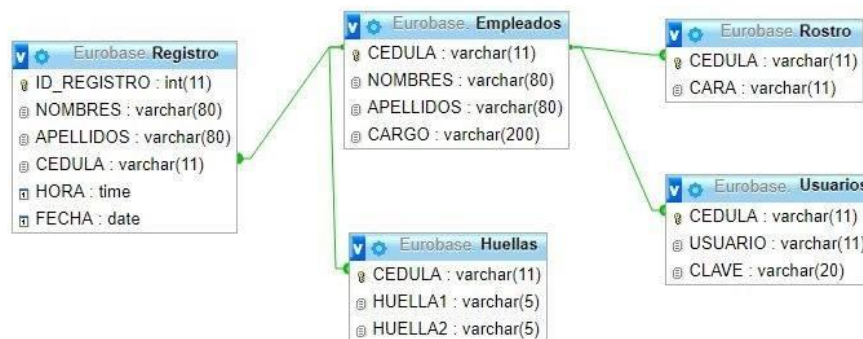 Eurobase. Registro
ID_REGISTRO : int(11)
NOMBRES : varchar(80)
APELLIDOS : varchar(80)
CEDULA : varchar(11)
HORA : time
FECHA : date
Eurobase. Empleados
CEDULA : varchar(11)
NOMBRES : varchar(80)
APELLIDOS : varchar(80)
CARGO : varchar(200)
Eurobase. Huellas
CEDULA : varchar(11)
HUELLA1 : varchar(5)
HUELLA2 : varchar(5)
Eurobase. Rostro
CEDULA : varchar(11)
CARA : varchar(11)
Eurobase. Usuarios
CEDULA : varchar(11)
USUARIO : varchar(11)
CLAVE : varchar(20)